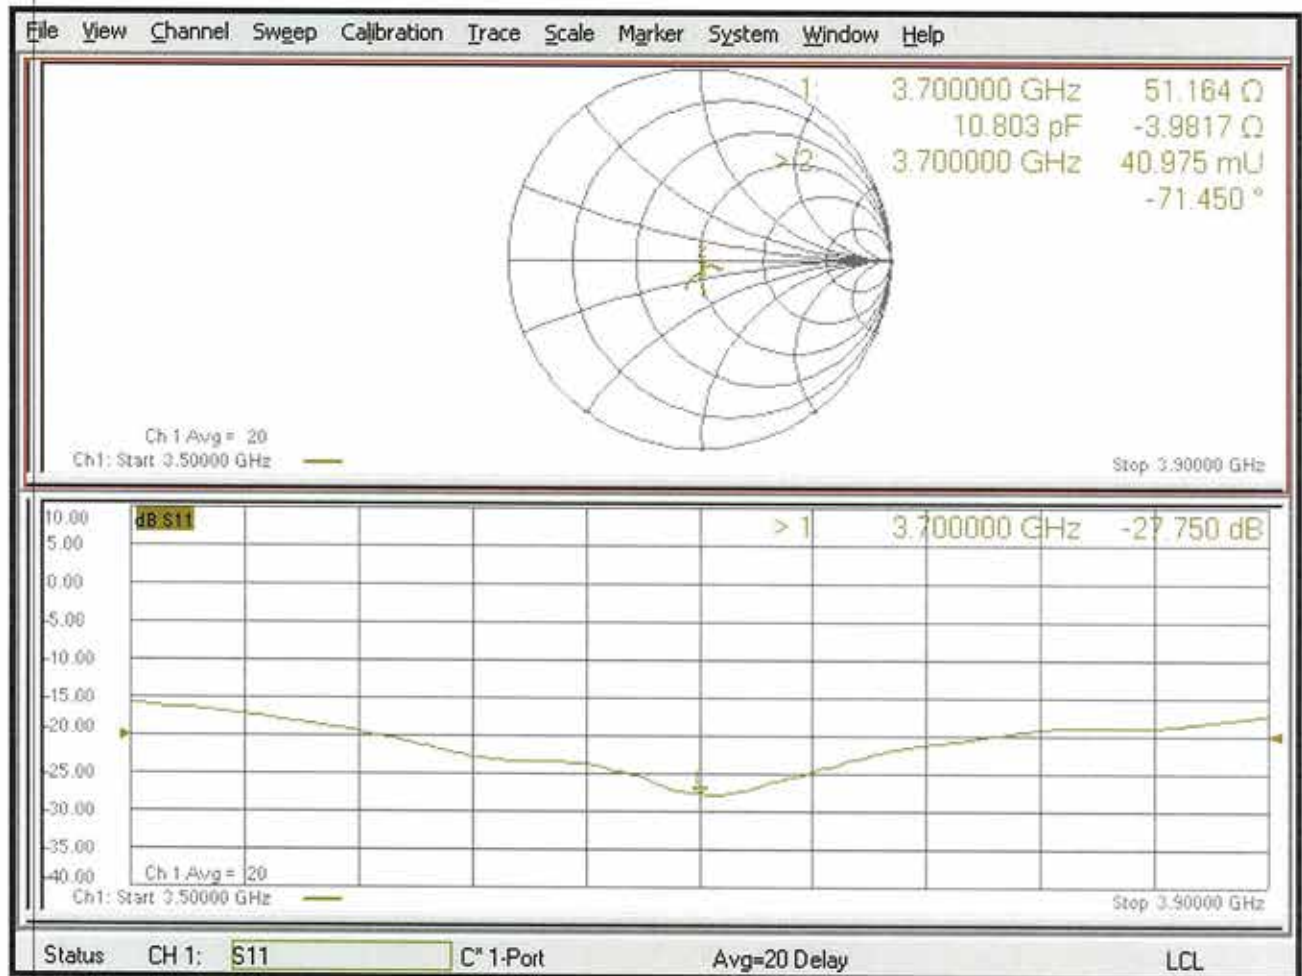 File View Channel Sweep Calibration Trace Scale Marker System Window Help
1: 3.700000 GHz 51.164 Ω
10.803 pF -3.9817 Ω
> 2: 3.700000 GHz 40.975 mU
-71.450 °
Ch 1 Avg = 20
Ch1: Start 3.50000 GHz
Stop 3.90000 GHz
10.00
dB S11
> 1: 3.700000 GHz -27.750 dB
5.00
0.00
-5.00
-10.00
-15.00
-20.00
-25.00
-30.00
-35.00
-40.00
Ch 1 Avg = 20
Ch1: Start 3.50000 GHz
Stop 3.90000 GHz
Status CH 1: S11 C* 1-Port Avg=20 Delay LCL